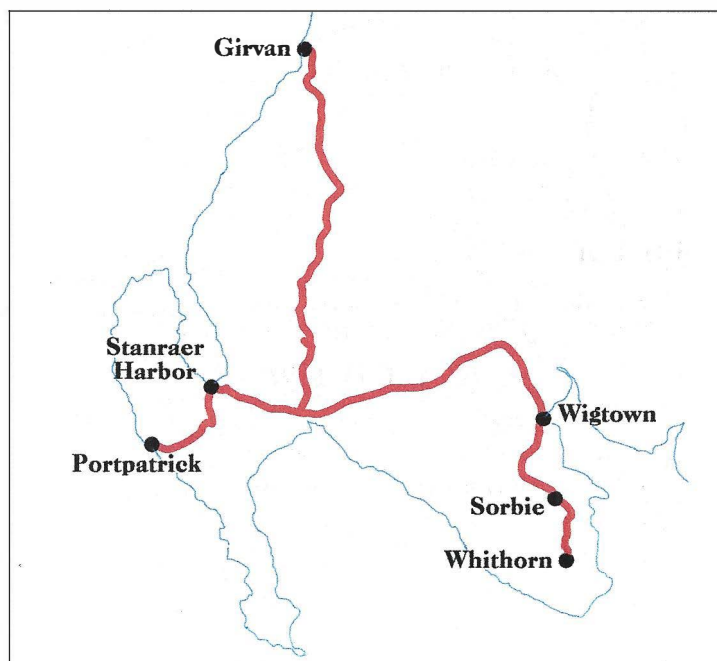 Girvan
Stanraer
Harbor
Wigtown
Portpatrick
Sorbie
Whithorn